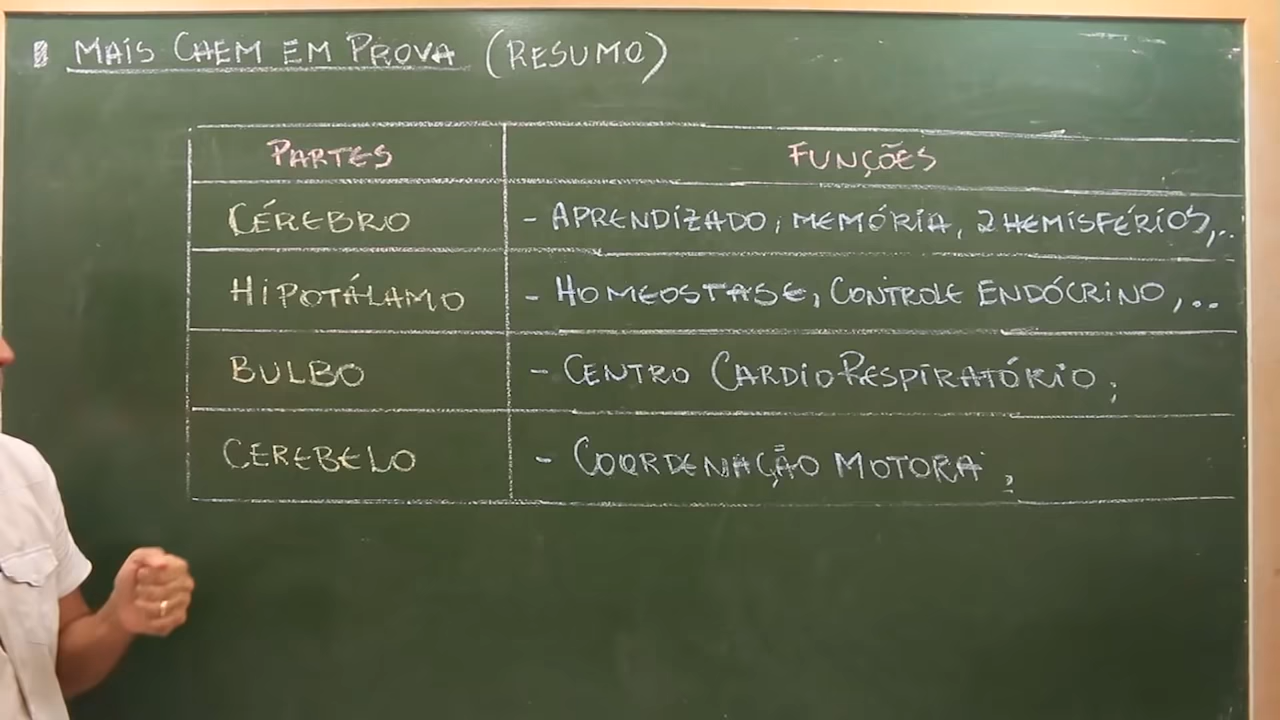 MAIS CAEM EM PROVA (RESUMO)
PARTES FUNÇÕES
CÉREBRO - APRENDIZADO, MEMÓRIA, 2 HEMISFÉRIOS,..
HIPOTÁLAMO - HOMEOSTASE, CONTROLE ENDÓCRINO,..
BULBO - CENTRO CARDIORESPIRATÓRIO;
CEREBELO - COORDENAÇÃO MOTORA;